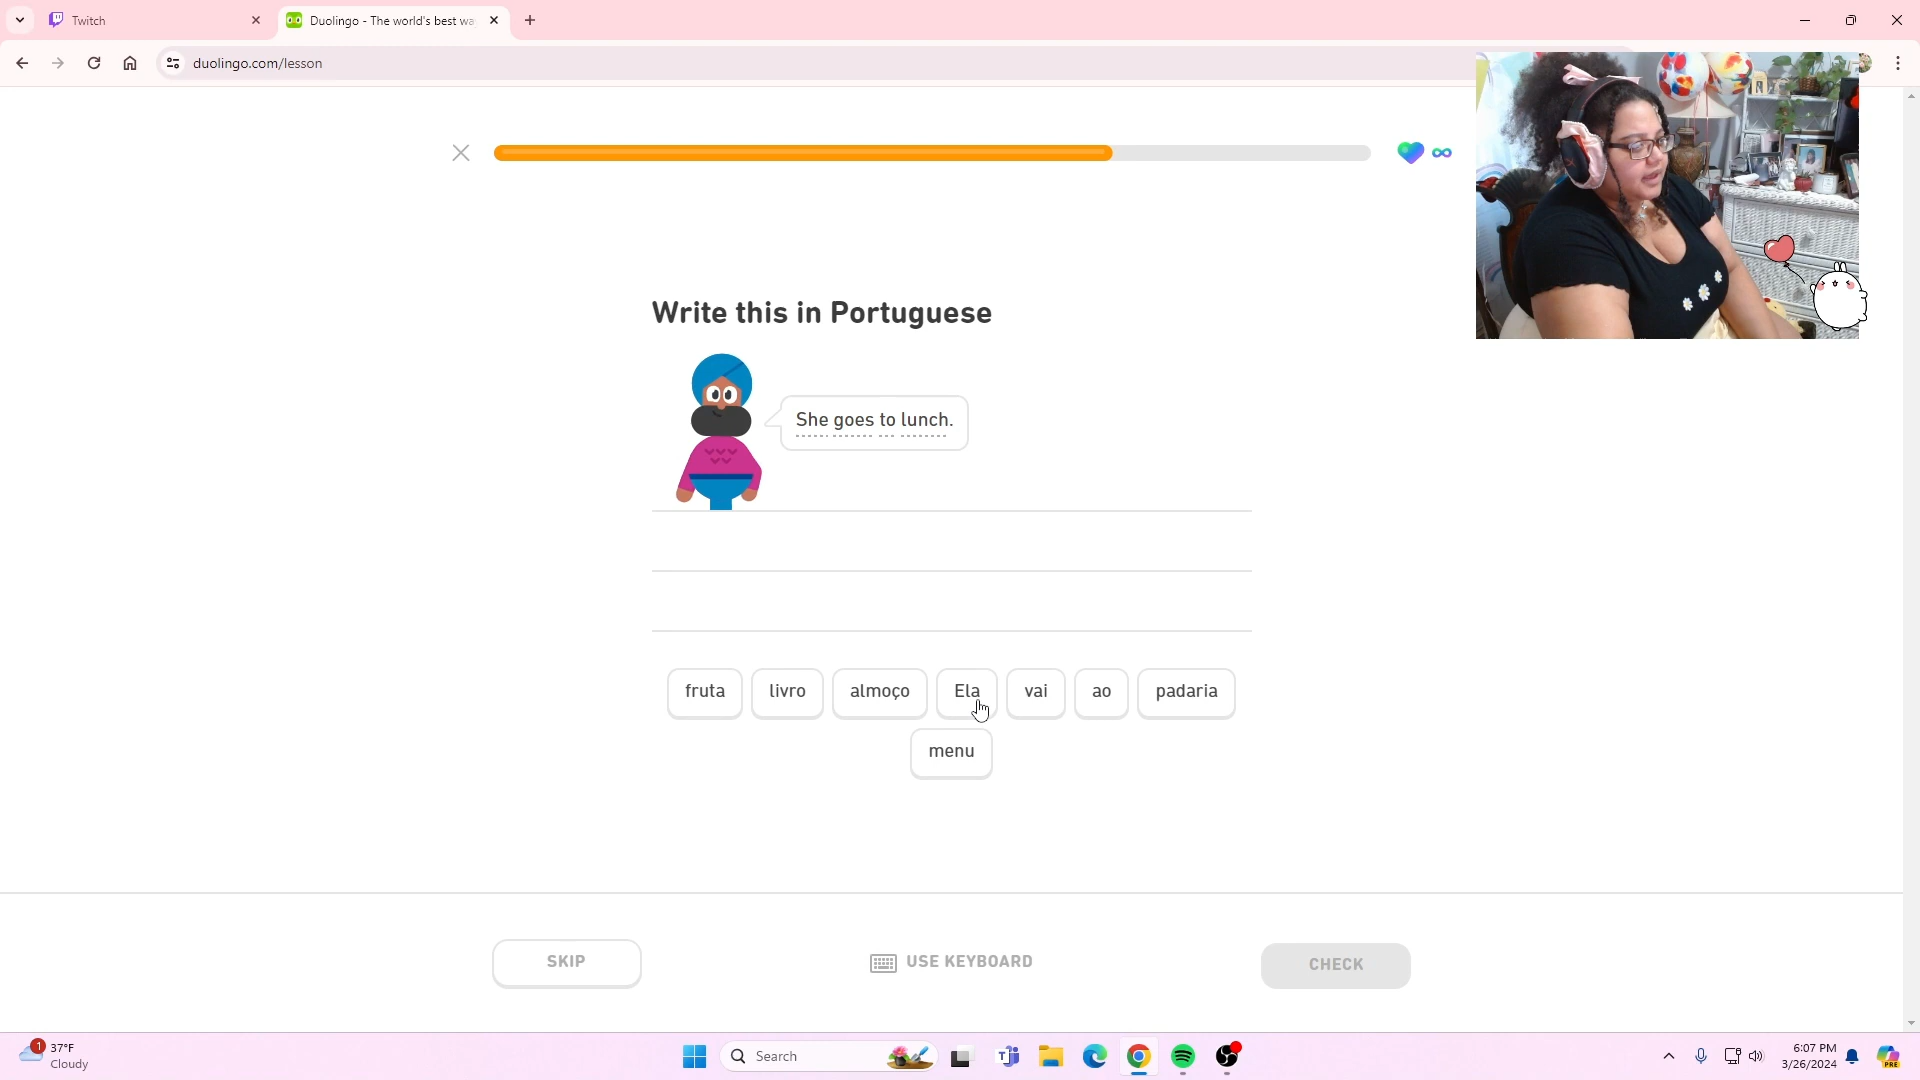 Twitch
Duolingo - The world's best wa
duolingo.com/lesson
Write this in Portuguese
She goes to lunch.
fruta livro almoço Ela vai ao padaria
menu
SKIP
USE KEYBOARD
CHECK
1
37°F
Cloudy
Search
6:07 PM
3/26/2024
PRE